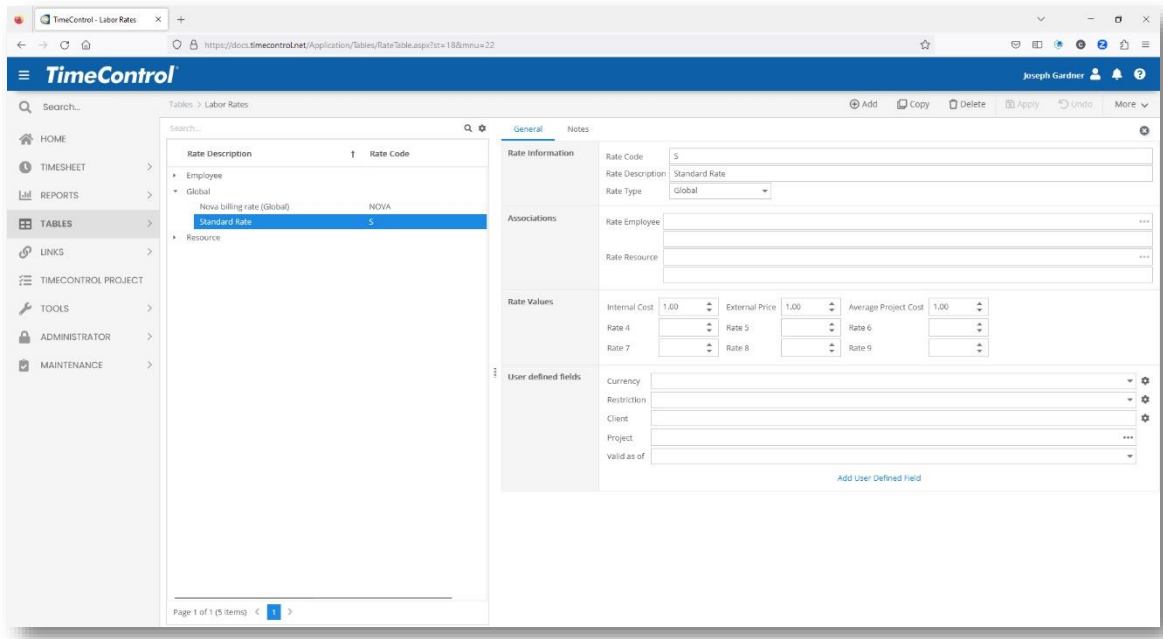 TimeControl - Labor Rates
https://docs.timecontrol.net/Application/Tables/RateTable.aspx?st=18&mnu=22
TimeControl
Joseph Gardner
Search...
Tables > Labor Rates
Add Copy Delete Apply Undo More
HOME
TIMESHEET
REPORTS
TABLES
LINKS
TIMECONTROL PROJECT
TOOLS
ADMINISTRATOR
MAINTENANCE
Search...
Rate Description ↑ Rate Code
Employee
Global
Nova billing rate (Global) NOVA
Standard Rate S
Resource
Page 1 of 1 (5 items) < 1 >
General Notes
Rate Information
Rate Code S
Rate Description Standard Rate
Rate Type Global
Associations
Rate Employee
Rate Resource
Rate Values
Internal Cost 1.00 External Price 1.00 Average Project Cost 1.00
Rate 4 Rate 5 Rate 6
Rate 7 Rate 8 Rate 9
User defined fields
Currency
Restriction
Client
Project
Valid as of
Add User Defined Field